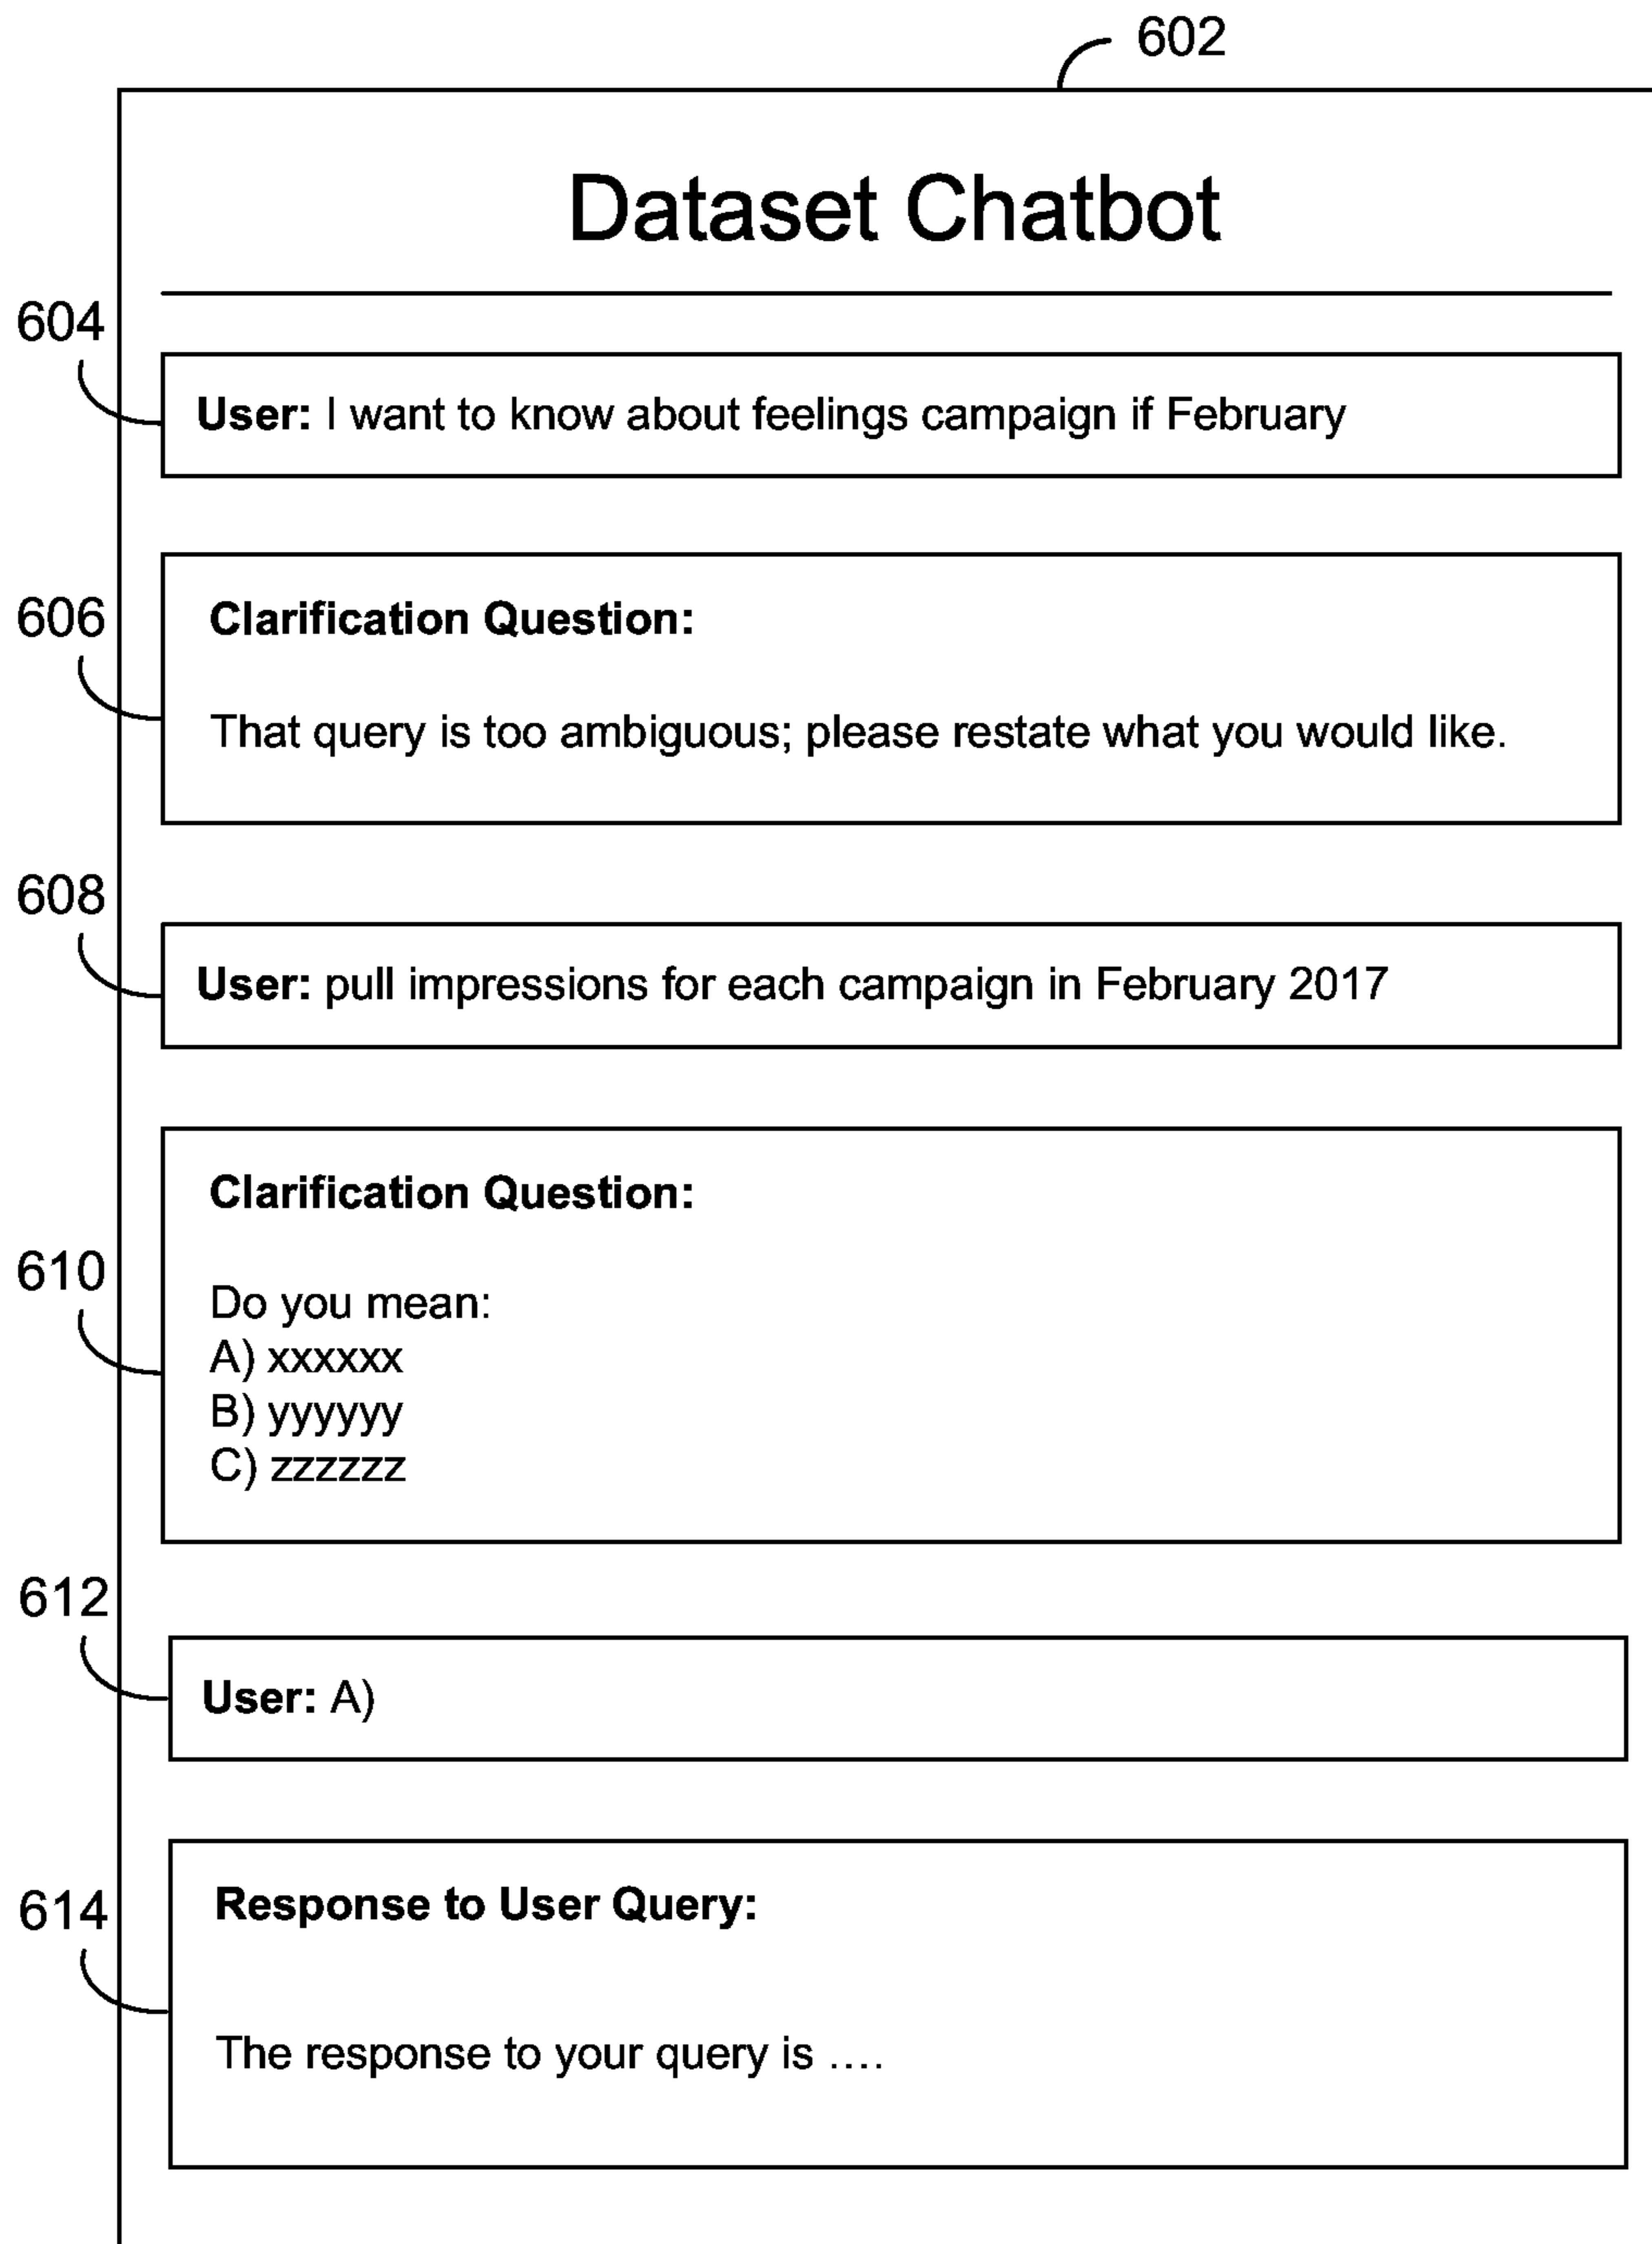 602
Dataset Chatbot
604
User: I want to know about feelings campaign if February
606
Clarification Question:
That query is too ambiguous; please restate what you would like.
608
User: pull impressions for each campaign in February 2017
610
Clarification Question:
Do you mean:
A) xxxxxx
B) yyyyyy
C) zzzzzz
612
User: A)
614
Response to User Query:
The response to your query is ....